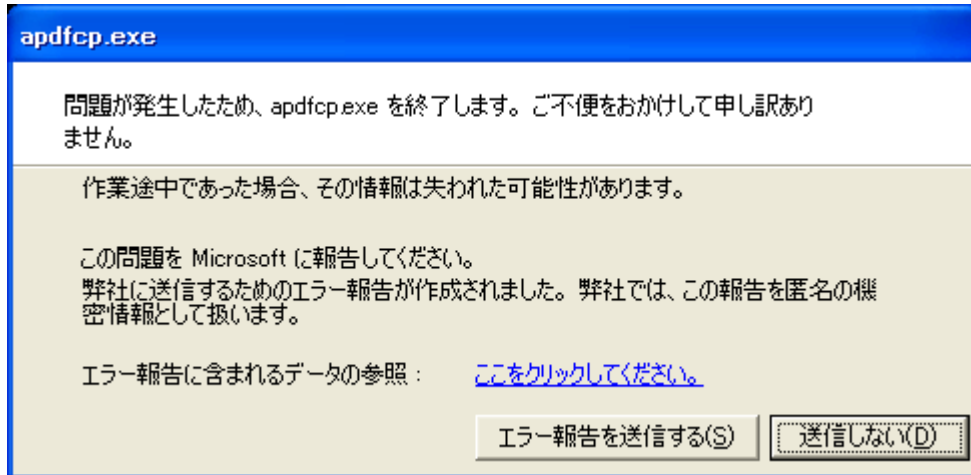 apdfcp.exe
問題が発生したため、apdfcp.exe を終了します。ご不便をおかけして申し訳あり
ません。
作業途中であった場合、その情報は失われた可能性があります。
この問題を Microsoft に報告してください。
弊社に送信するためのエラー報告が作成されました。弊社では、この報告を匿名の機
密情報として扱います。
エラー報告に含まれるデータの参照： ここをクリックしてください。
エラー報告を送信する(S) 送信しない(D)